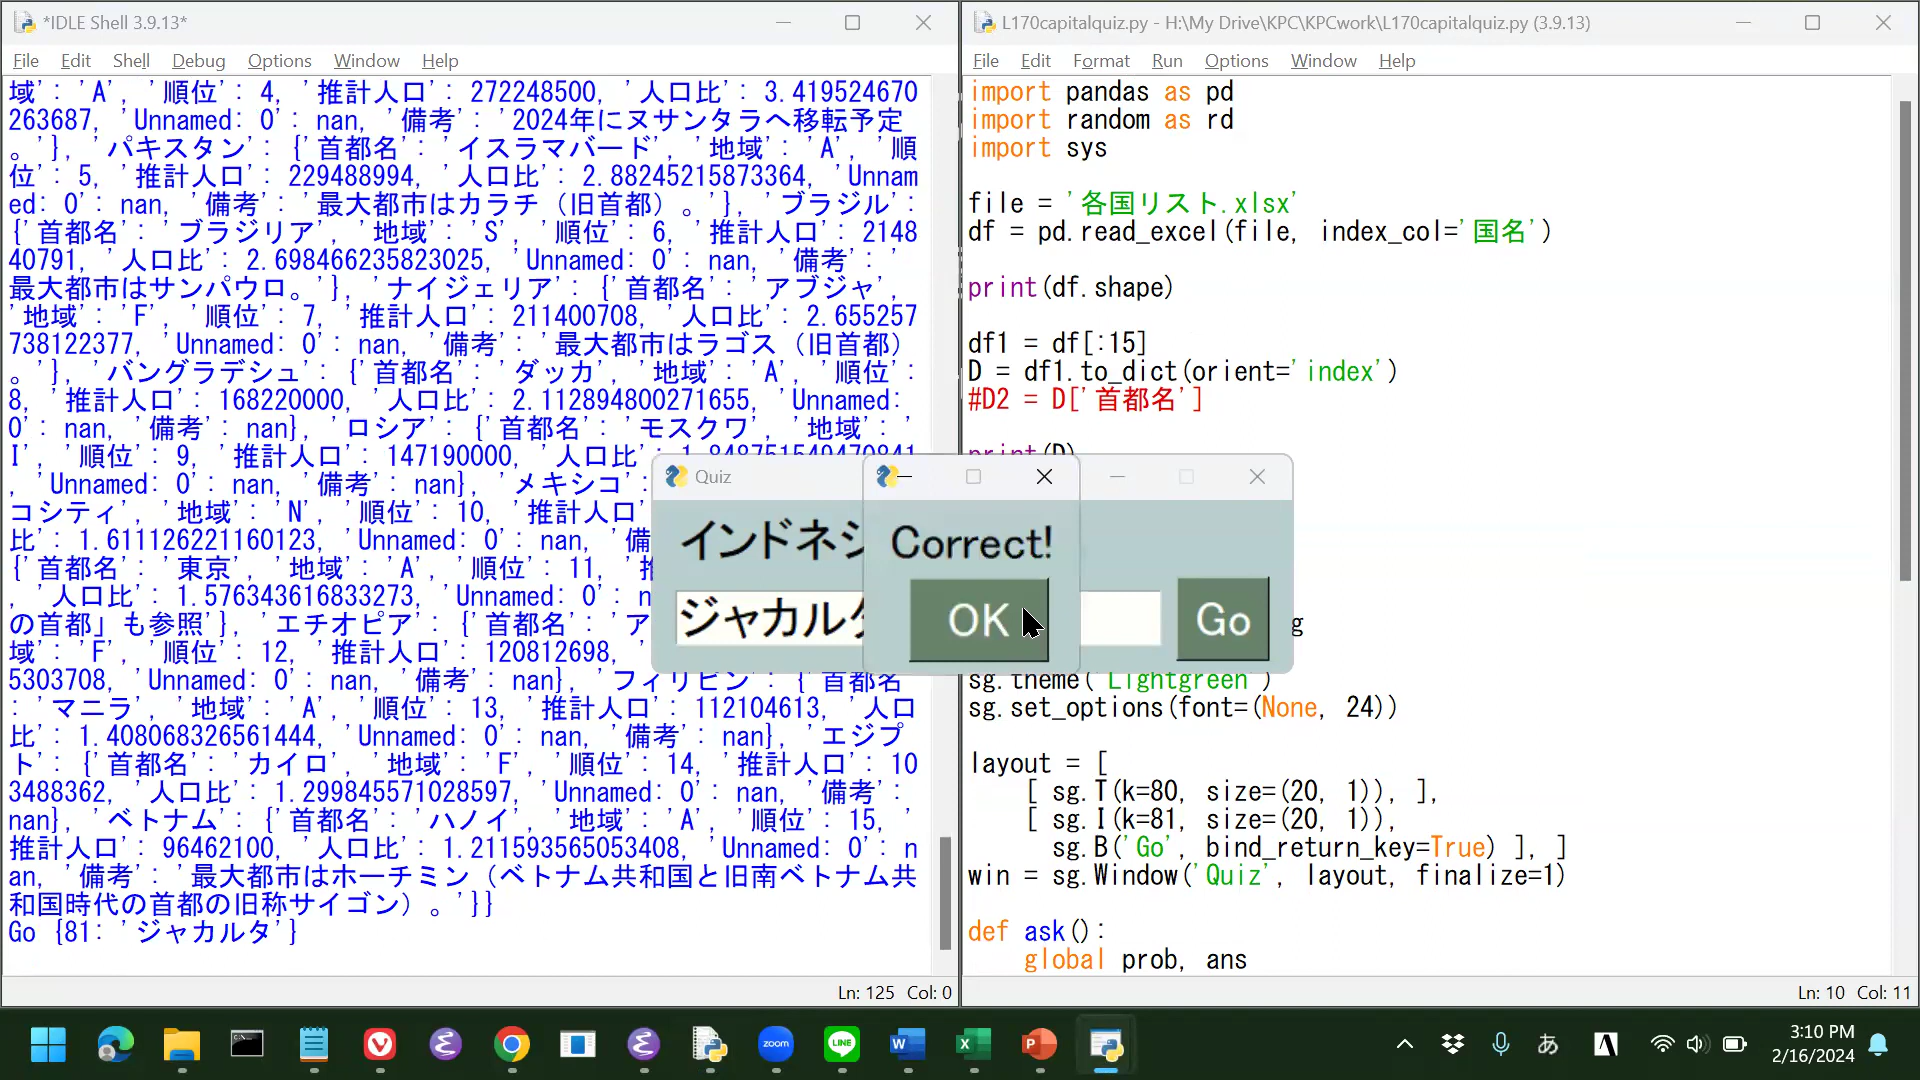 *IDLE Shell 3.9.13*
File Edit Shell Debug Options Window Help
域': 'A', '順位': 4, '推計人口': 272248500, '人口比': 3.419524670
263687, 'Unnamed: 0': nan, '備考': '2024年にヌサンタラへ移転予定
。'}, 'パキスタン': {'首都名': 'イスラマバード', '地域': 'A', '順
位': 5, '推計人口': 229488994, '人口比': 2.88245215873364, 'Unnam
ed: 0': nan, '備考': '最大都市はカラチ（旧首都）。'}, 'ブラジル':
{'首都名': 'ブラジリア', '地域': 'S', '順位': 6, '推計人口': 2148
40791, '人口比': 2.698466235823025, 'Unnamed: 0': nan, '備考': '
最大都市はサンパウロ。'}, 'ナイジェリア': {'首都名': 'アブジャ',
'地域': 'F', '順位': 7, '推計人口': 211400708, '人口比': 2.655257
738122377, 'Unnamed: 0': nan, '備考': '最大都市はラゴス（旧首都）
。'}, 'バングラデシュ': {'首都名': 'ダッカ', '地域': 'A', '順位':
8, '推計人口': 168220000, '人口比': 2.112894800271655, 'Unnamed:
0': nan, '備考': nan}, 'ロシア': {'首都名': 'モスクワ', '地域': '
I', '順位': 9, '推計人口': 147190000, '人口比': 1.848751549470841
, 'Unnamed: 0': nan, '備考': nan}, 'メキシコ':
コシティ', '地域': 'N', '順位': 10, '推計人口'
比': 1.611126221160123, 'Unnamed: 0': nan, '備
{'首都名': '東京', '地域': 'A', '順位': 11, '
, '人口比': 1.576343616833273, 'Unnamed: 0': n
の首都」も参照'}, 'エチオピア': {'首都名': 'ア
域': 'F', '順位': 12, '推計人口': 120812698, '
5303708, 'Unnamed: 0': nan, '備考': nan}, 'フィリピン': {'首都名
': 'マニラ', '地域': 'A', '順位': 13, '推計人口': 112104613, '人口
比': 1.408068326561444, 'Unnamed: 0': nan, '備考': nan}, 'エジプ
ト': {'首都名': 'カイロ', '地域': 'F', '順位': 14, '推計人口': 10
3488362, '人口比': 1.299845571028597, 'Unnamed: 0': nan, '備考':
nan}, 'ベトナム': {'首都名': 'ハノイ', '地域': 'A', '順位': 15, '
推計人口': 96462100, '人口比': 1.211593565053408, 'Unnamed: 0': n
an, '備考': '最大都市はホーチミン（ベトナム共和国と旧南ベトナム共
和国時代の首都の旧称サイゴン）。'}}
Go {81: 'ジャカルタ'}
Ln: 125 Col: 0
L170capitalquiz.py - H:\My Drive\KPC\KPCwork\L170capitalquiz.py (3.9.13)
File Edit Format Run Options Window Help
import pandas as pd
import random as rd
import sys
file = '各国リスト.xlsx'
df = pd.read_excel(file, index_col='国名')
print(df.shape)
df1 = df[:15]
D = df1.to_dict(orient='index')
#D2 = D['首都名']
print(D)
g
sg.theme('Lightgreen')
sg.set_options(font=(None, 24))
layout = [
[ sg.T(k=80, size=(20, 1)), ],
[ sg.I(k=81, size=(20, 1)),
sg.B('Go', bind_return_key=True) ], ]
win = sg.Window('Quiz', layout, finalize=1)
def ask():
global prob, ans
Ln: 10 Col: 11
Quiz
インドネシ
ジャカルタ
Go
Correct!
OK
zoom
LINE
あ
A
3:10 PM
2/16/2024